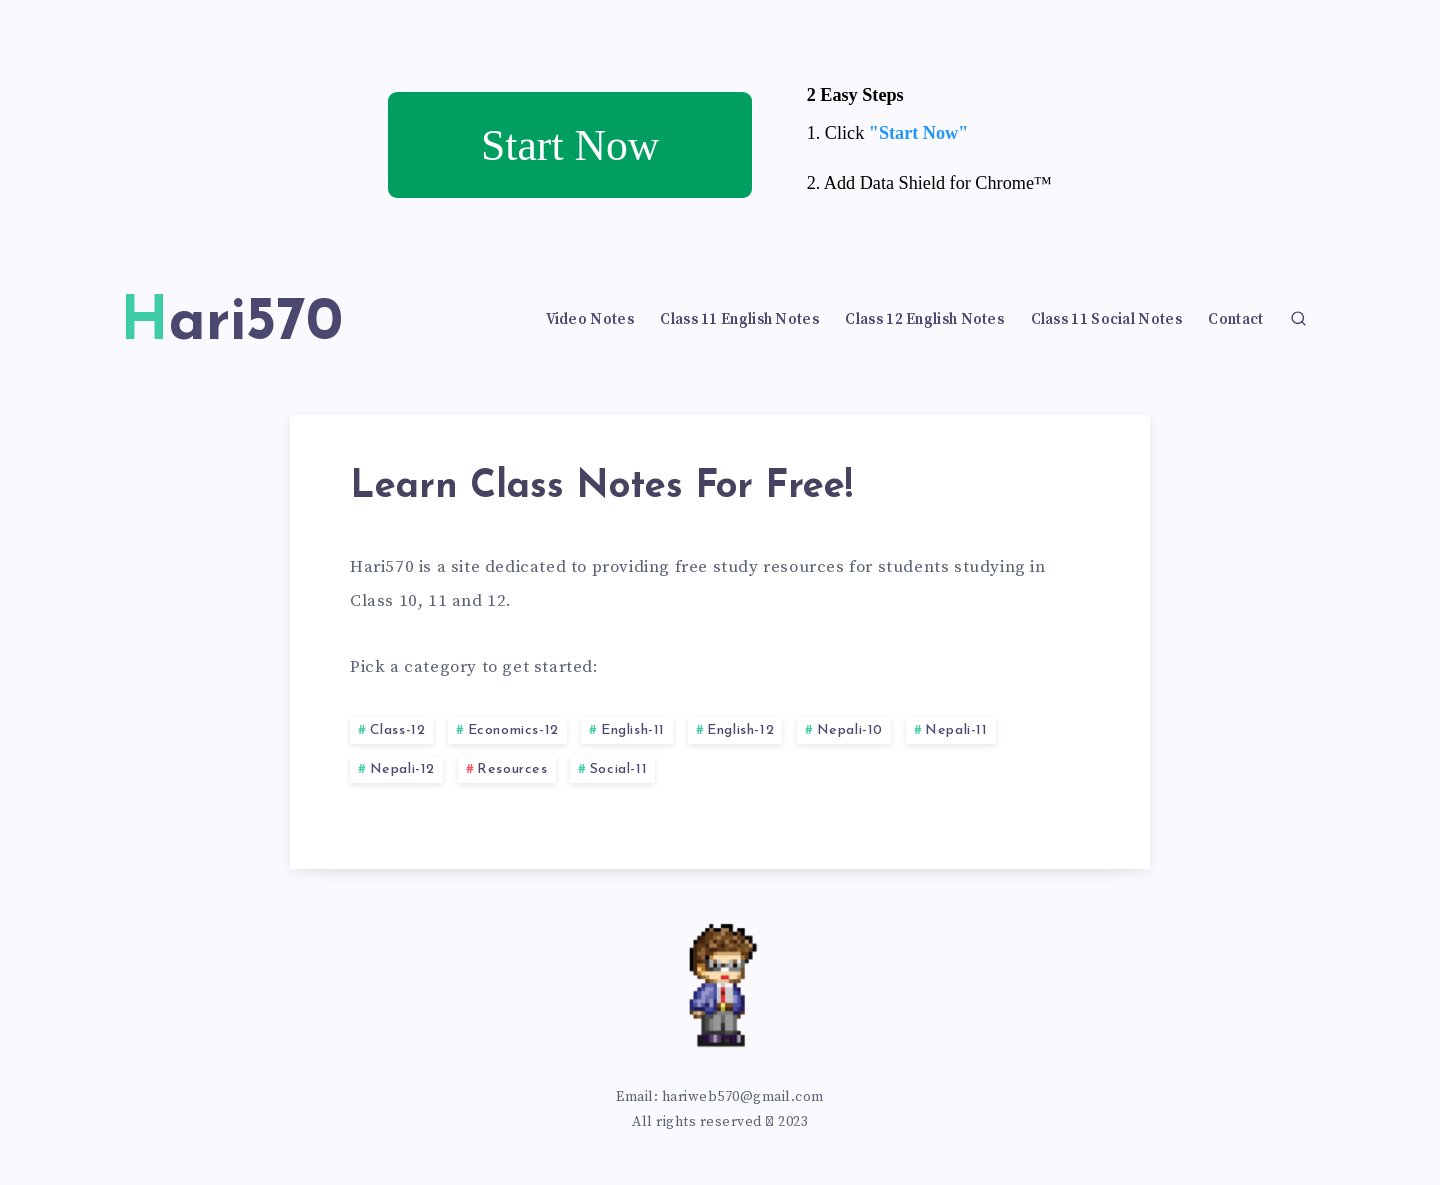 Start Now
2 Easy Steps
1. Click "Start Now"
2. Add Data Shield for Chrome™
Hari570
Video Notes Class 11 English Notes Class 12 English Notes Class 11 Social Notes Contact
Learn Class Notes For Free!
Hari570 is a site dedicated to providing free study resources for students studying in
Class 10, 11 and 12.
Pick a category to get started:
# Class-12 # Economics-12 # English-11 # English-12 # Nepali-10 # Nepali-11
# Nepali-12 # Resources # Social-11
Email: hariweb570@gmail.com
All rights reserved 2023